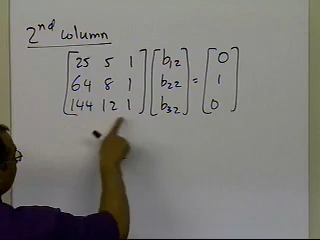 2nd column
[25 5 1] [b12] = [0]
[64 8 1] [b22] = [1]
[144 12 1] [b32] = [0]